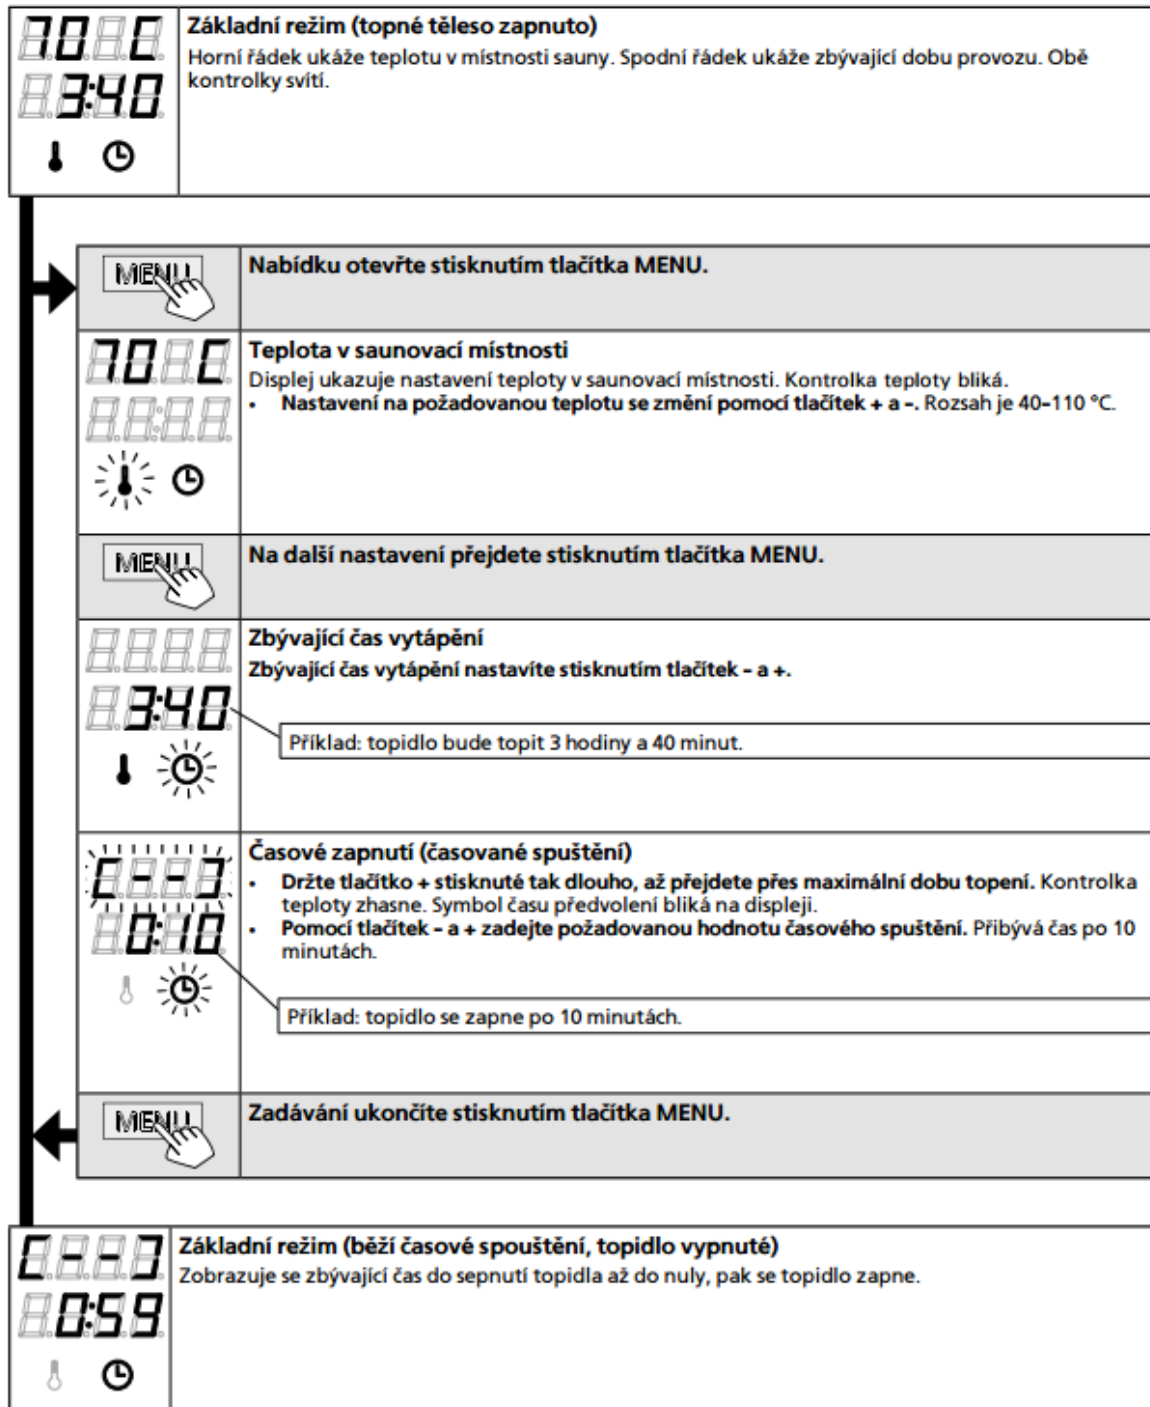 70 C
Základní režim (topné těleso zapnuto)
Horní řádek ukáže teplotu v místnosti sauny. Spodní řádek ukáže zbývající dobu provozu. Obě
kontrolky svítí.
3:40
MENU
Nabídku otevřte stisknutím tlačítka MENU.
70 C
Teplota v saunovací místnosti
Displej ukazuje nastavení teploty v saunovací místnosti. Kontrolka teploty bliká.
• Nastavení na požadovanou teplotu se změní pomocí tlačítek + a -. Rozsah je 40-110 °C.
MENU
Na další nastavení přejdete stisknutím tlačítka MENU.
Zbývající čas vytápění
Zbývající čas vytápění nastavíte stisknutím tlačítek - a +.
3:40
Příklad: topidlo bude topit 3 hodiny a 40 minut.
[--]
Časové zapnutí (časované spuštění)
• Držte tlačítko + stisknuté tak dlouho, až přejdete přes maximální dobu topení. Kontrolka
teploty zhasne. Symbol času předvolení bliká na displeji.
0:10
• Pomocí tlačítek - a + zadejte požadovanou hodnotu časového spuštění. Přibývá čas po 10
minutách.
Příklad: topidlo se zapne po 10 minutách.
MENU
Zadávání ukončíte stisknutím tlačítka MENU.
[--]
Základní režim (běží časové spouštění, topidlo vypnuté)
Zobrazuje se zbývající čas do sepnutí topidla až do nuly, pak se topidlo zapne.
0:59